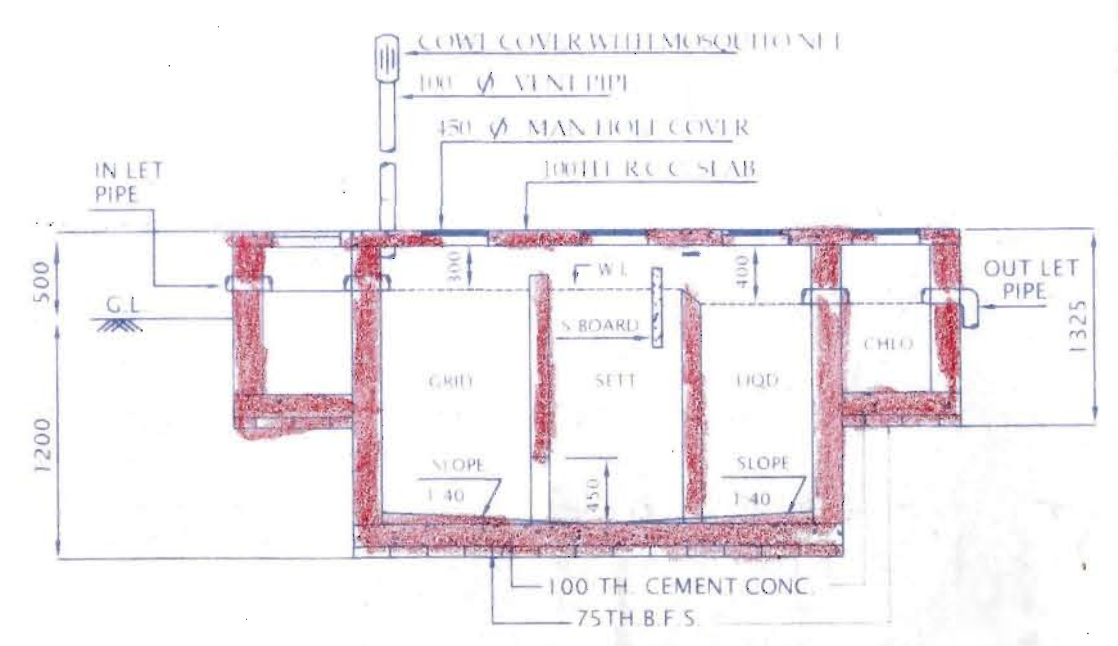 COWL COVER WITH MOSQUITO NET
100 Ø VENT PIPE
450 Ø MAN HOLE COVER
100TH R C C SLAB
IN LET
PIPE
500
G.L
1200
300
W.L
400
OUT LET
PIPE
1325
S BOARD
CHLO
GRID
SETT
LIQD
SLOPE
1-40
450
SLOPE
1-40
100 TH. CEMENT CONC.
75TH B.F.S.